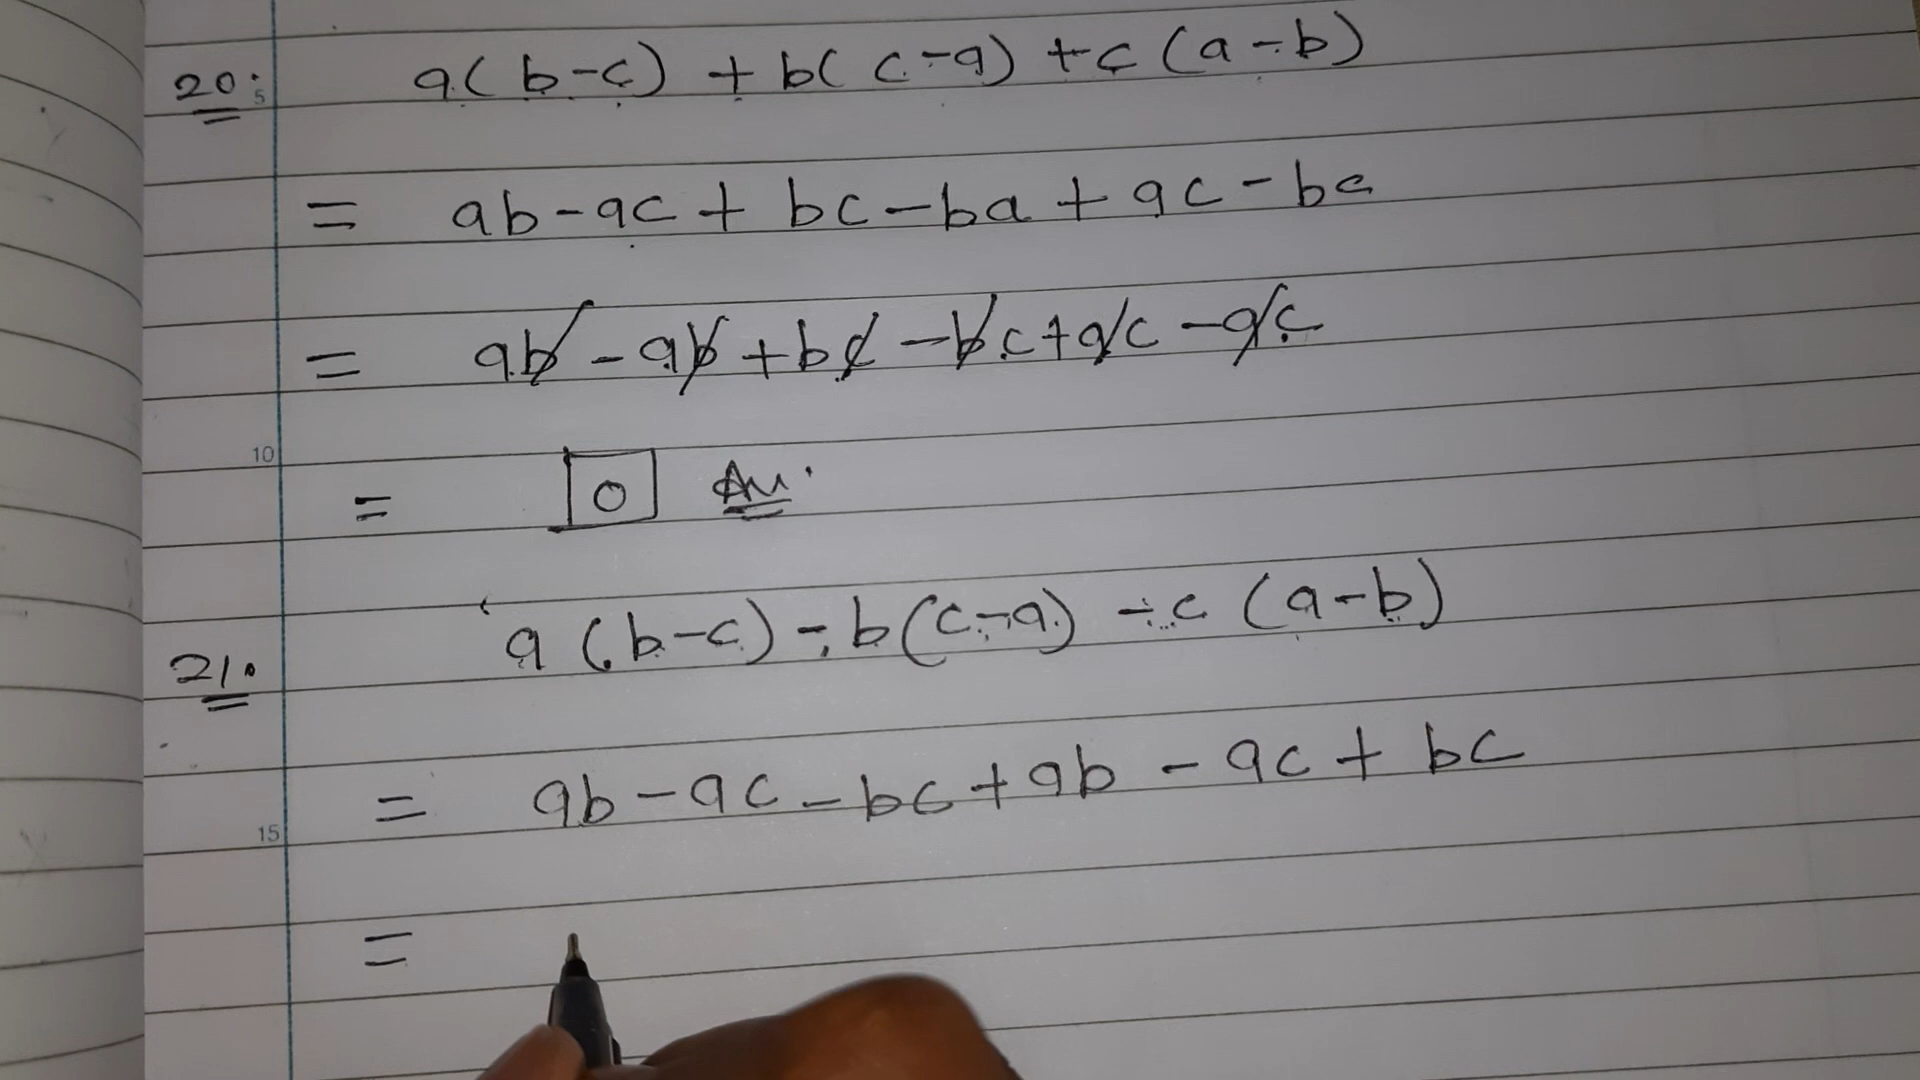 20. a(b-c) + b(c-a) + c(a-b)
5
= ab-ac + bc-ba + ac-bc
= ab - ab + bc - bc + ac - ac
10
= 0 Ans.
21. a(b-c) - b(c-a) - c(a-b)
= ab - ac - bc + ab - ac + bc
15
=